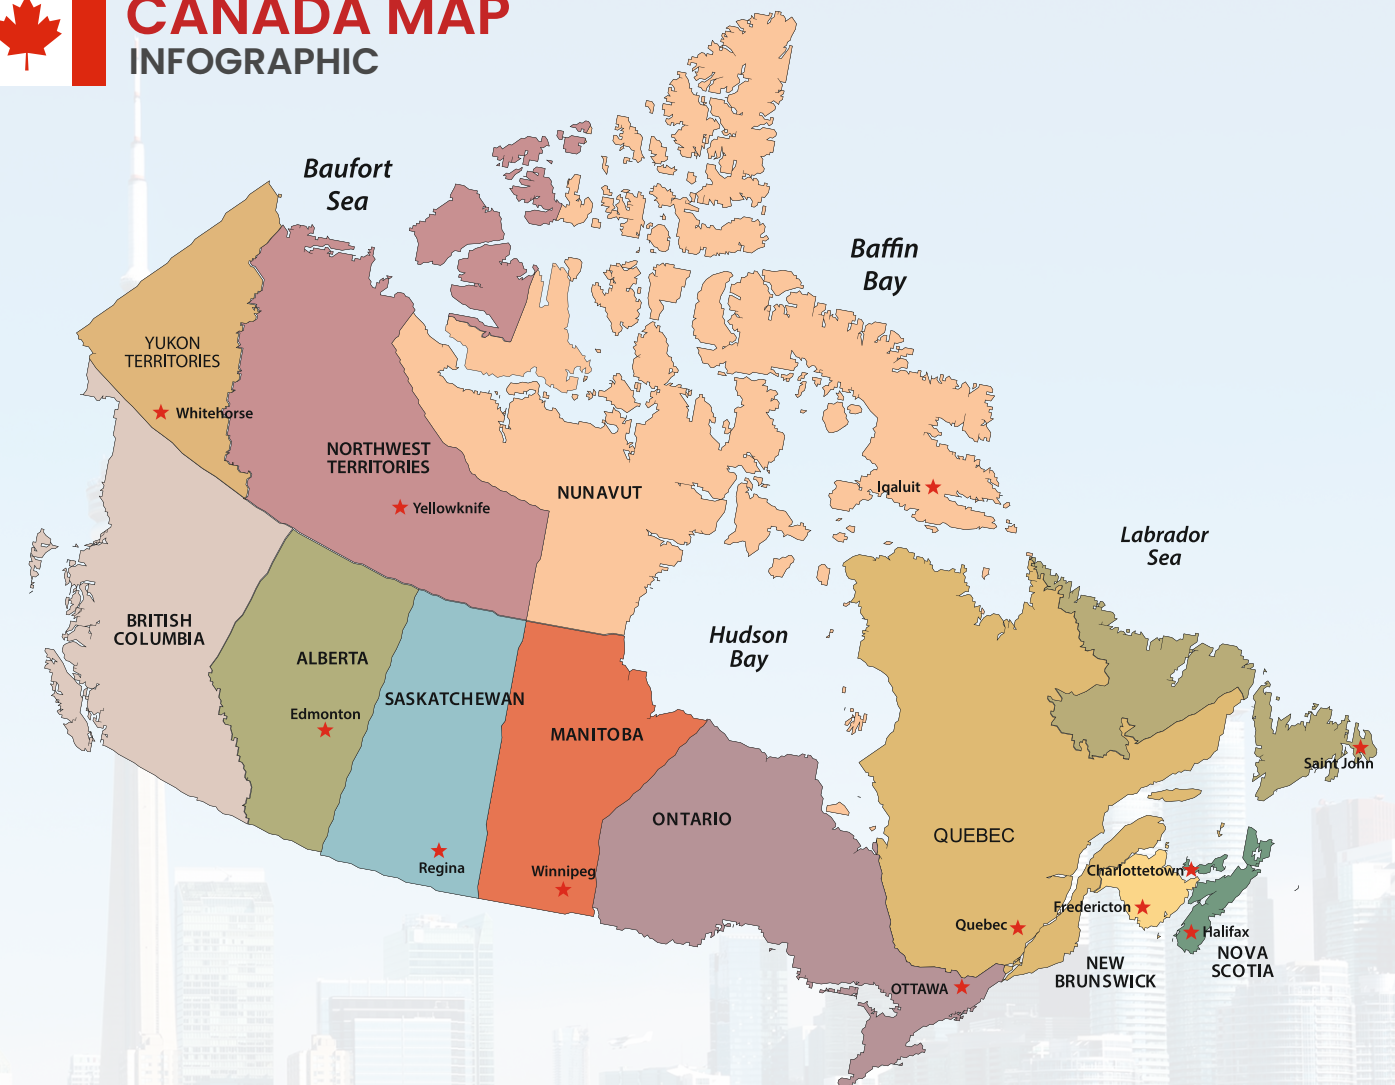 CANADA MAP
INFOGRAPHIC
Baufort
Sea
Baffin
Bay
YUKON
TERRITORIES
Whitehorse
NORTHWEST
TERRITORIES
Yellowknife
NUNAVUT
Iqaluit
Labrador
Sea
BRITISH
COLUMBIA
Hudson
Bay
ALBERTA
SASKATCHEWAN
Edmonton
MANITOBA
Saint John
ONTARIO
QUEBEC
Regina
Winnipeg
Charlottetown
Fredericton
Quebec
Halifax
NOVA
SCOTIA
NEW
BRUNSWICK
OTTAWA